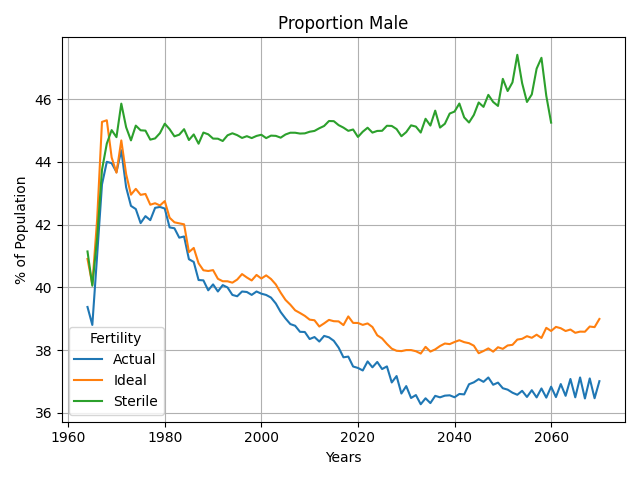 Proportion Male
% of Population
46
44
42
40
38
36
Fertility
Actual
Ideal
Sterile
1960 1980 2000 2020 2040 2060
Years